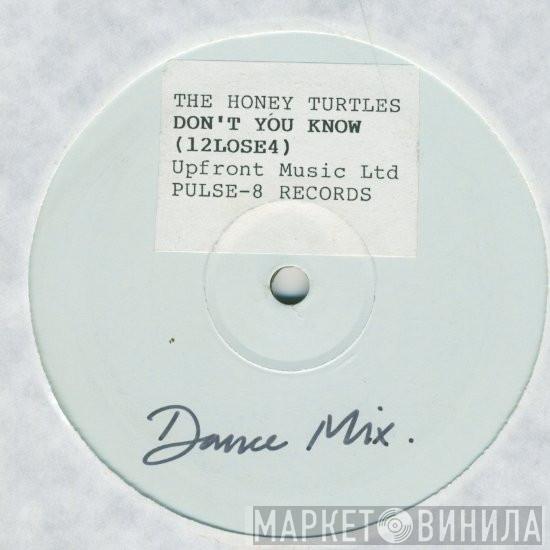 THE HONEY TURTLES
DON'T YOU KNOW
(12LOSE4)
Upfront Music Ltd
PULSE-8 RECORDS
Dance Mix.
МАРКЕТ ВИНИЛА